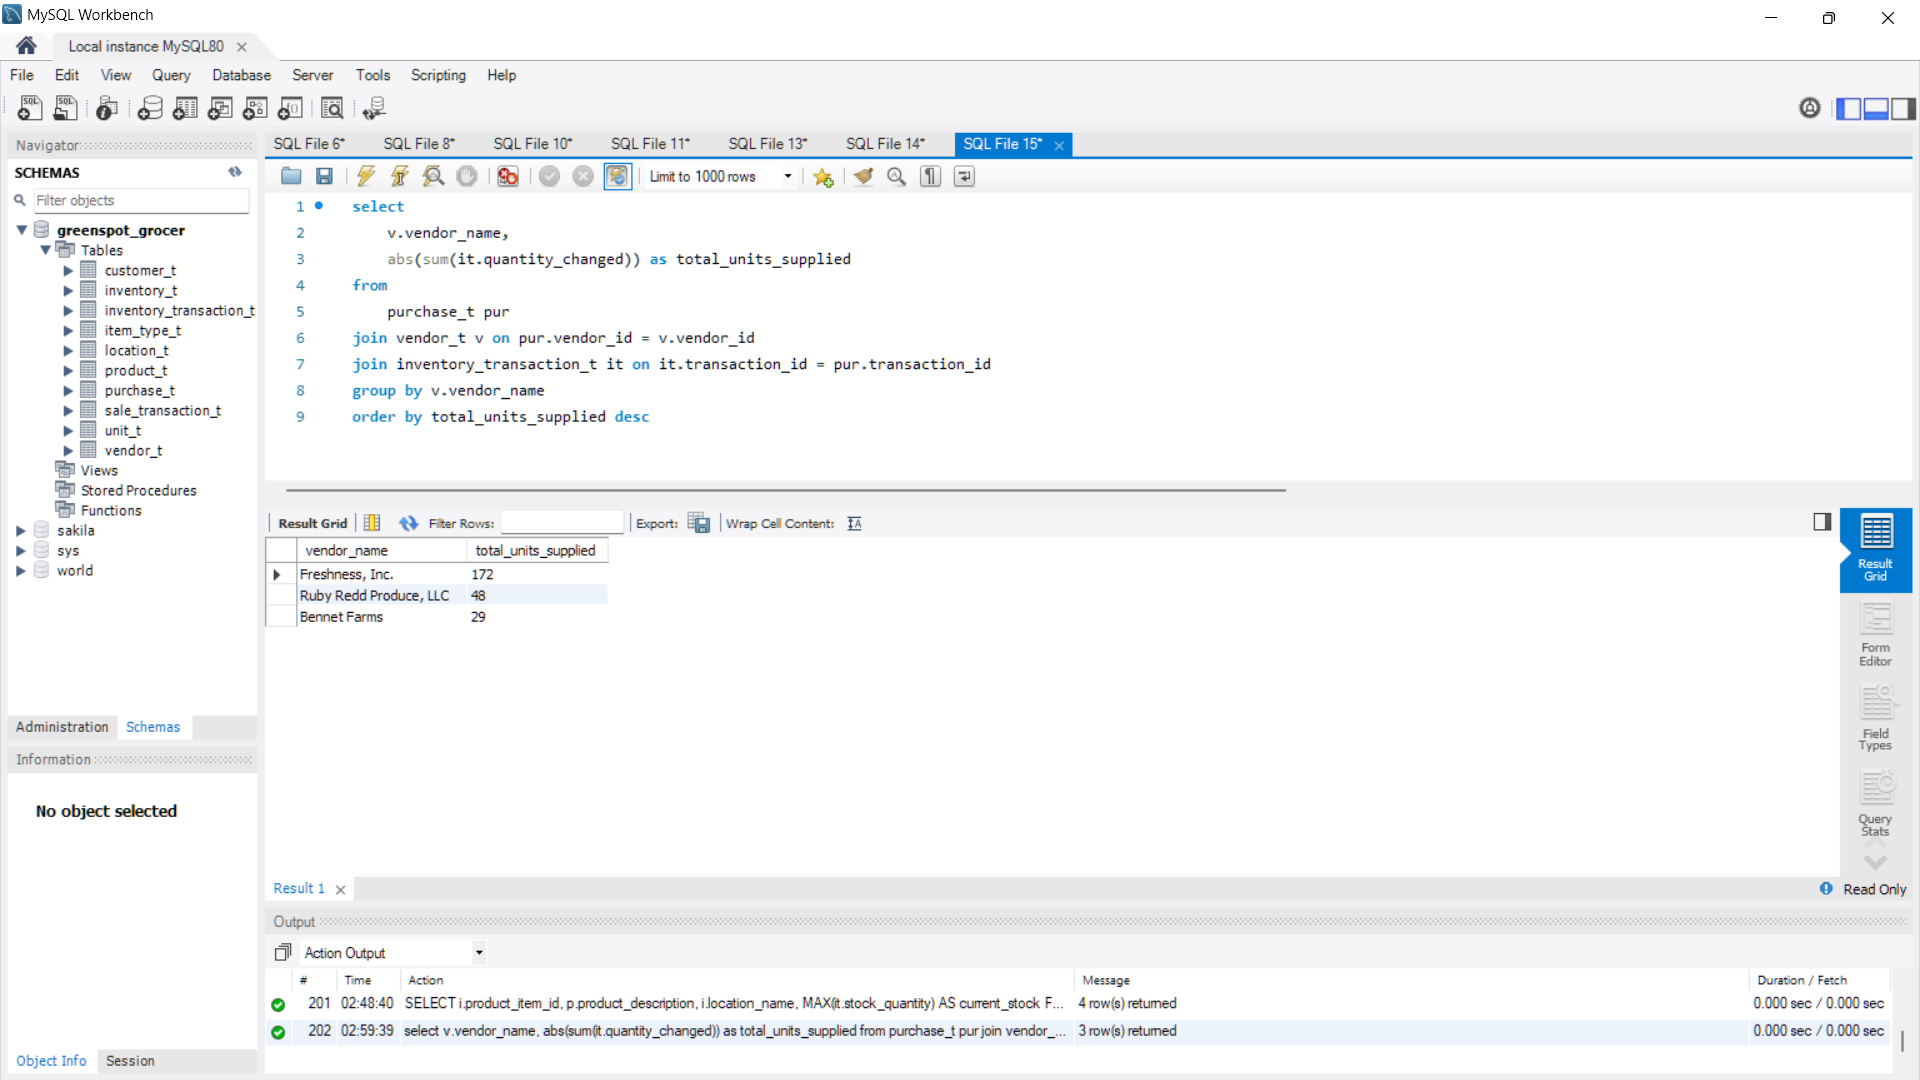 MySQL Workbench
Local instance MySQL80
File Edit View Query Database Server Tools Scripting Help
Navigator
SCHEMAS
Filter objects
greenspot_grocer
Tables
customer_t
inventory_t
inventory_transaction_t
item_type_t
location_t
product_t
purchase_t
sale_transaction_t
unit_t
vendor_t
Views
Stored Procedures
Functions
sakila
sys
world
Administration Schemas
Information
No object selected
Object Info Session
SQL File 6* SQL File 8* SQL File 10* SQL File 11* SQL File 13* SQL File 14* SQL File 15*
Limit to 1000 rows
1 select
2 v.vendor_name,
3 abs(sum(it.quantity_changed)) as total_units_supplied
4 from
5 purchase_t pur
6 join vendor_t v on pur.vendor_id = v.vendor_id
7 join inventory_transaction_t it on it.transaction_id = pur.transaction_id
8 group by v.vendor_name
9 order by total_units_supplied desc
Result Grid Filter Rows: Export: Wrap Cell Content:
vendor_name total_units_supplied
Freshness, Inc. 172
Ruby Redd Produce, LLC 48
Bennet Farms 29
Result Grid
Form Editor
Field Types
Query Stats
Result 1
Read Only
Output
Action Output
# Time Action Message Duration / Fetch
201 02:48:40 SELECT i.product_item_id, p.product_description, i.location_name, MAX(it.stock_quantity) AS current_stock F... 4 row(s) returned 0.000 sec / 0.000 sec
202 02:59:39 select v.vendor_name, abs(sum(it.quantity_changed)) as total_units_supplied from purchase_t pur join vendor_... 3 row(s) returned 0.000 sec / 0.000 sec